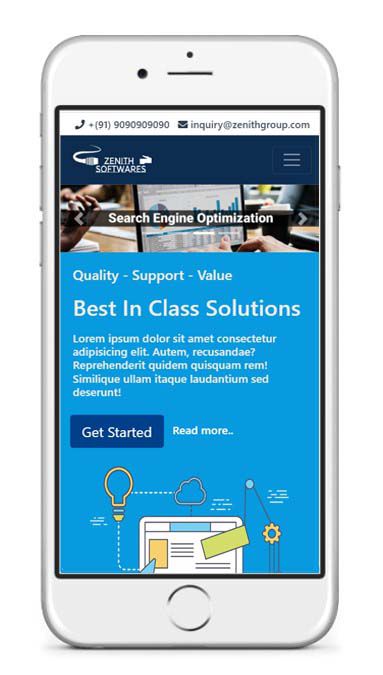 +(91) 9090909090 inquiry@zenithgroup.com
ZENITH
SOFTWARES
Search Engine Optimization
Quality - Support - Value
Best In Class Solutions
Lorem ipsum dolor sit amet consectetur
adipisicing elit. Autem, recusandae?
Reprehenderit quidem quisquam rem!
Similique ullam itaque laudantium sed
deserunt!
Get Started Read more..